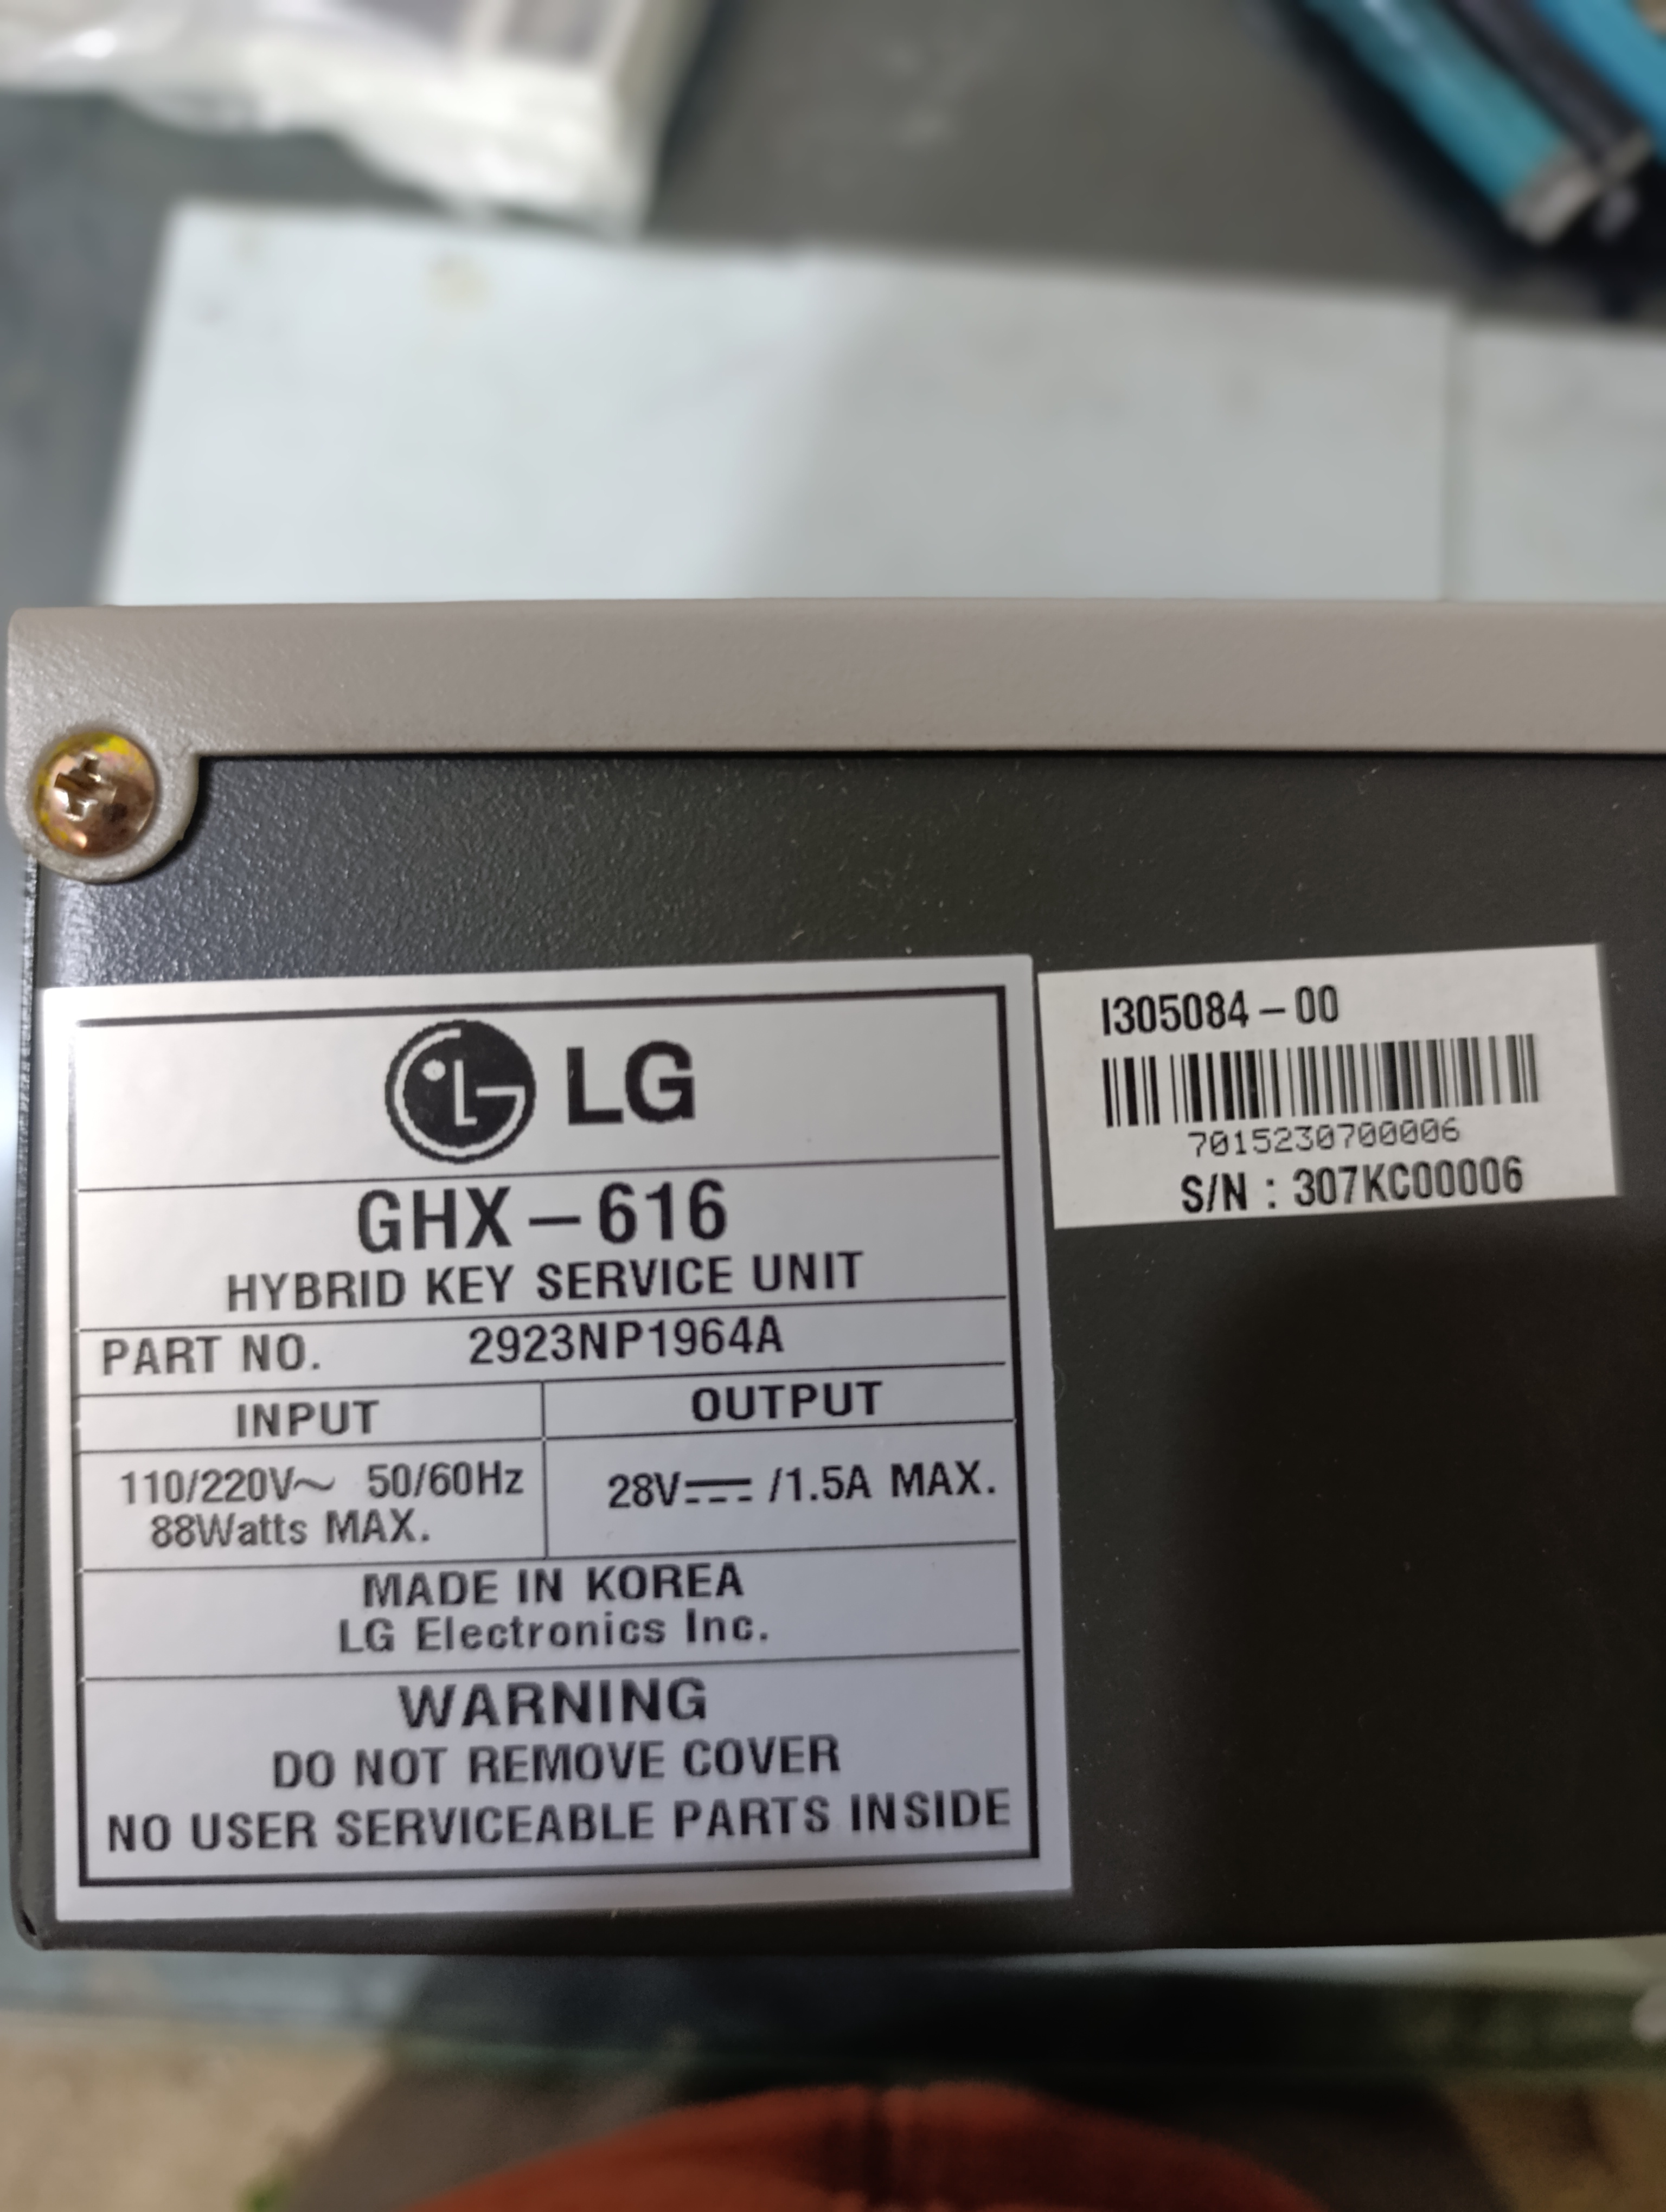 LG
GHX-616
HYBRID KEY SERVICE UNIT
PART NO. 2923NP1964A
INPUT OUTPUT
110/220V~ 50/60Hz 28V⎓/1.5A MAX.
88Watts MAX.
MADE IN KOREA
LG Electronics Inc.
WARNING
DO NOT REMOVE COVER
NO USER SERVICEABLE PARTS INSIDE
I305084-00
7015230700006
S/N : 307KC00006